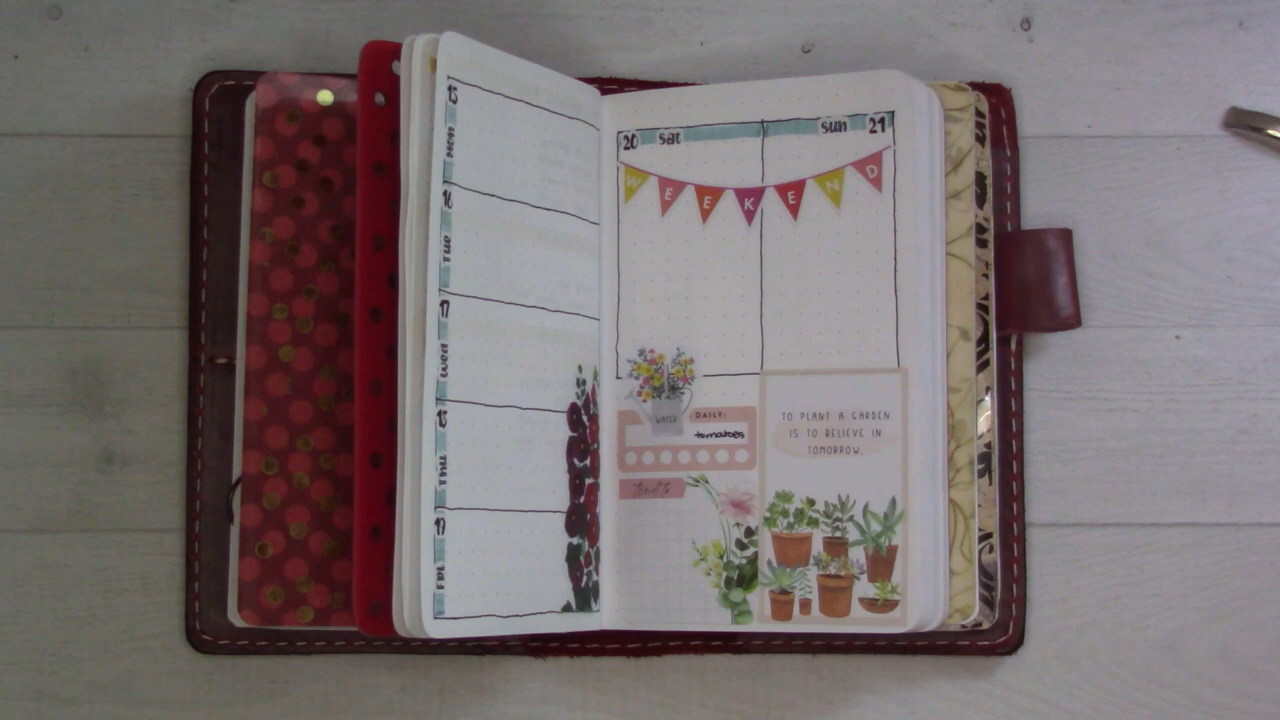 15
Mon
16
Tue
17
Wed
18
Thu
19
FRI
20 sat
sun 21
WEEKEND
WATER DAILY:
tomatoes
TO PLANT A GARDEN
IS TO BELIEVE IN
TOMORROW.